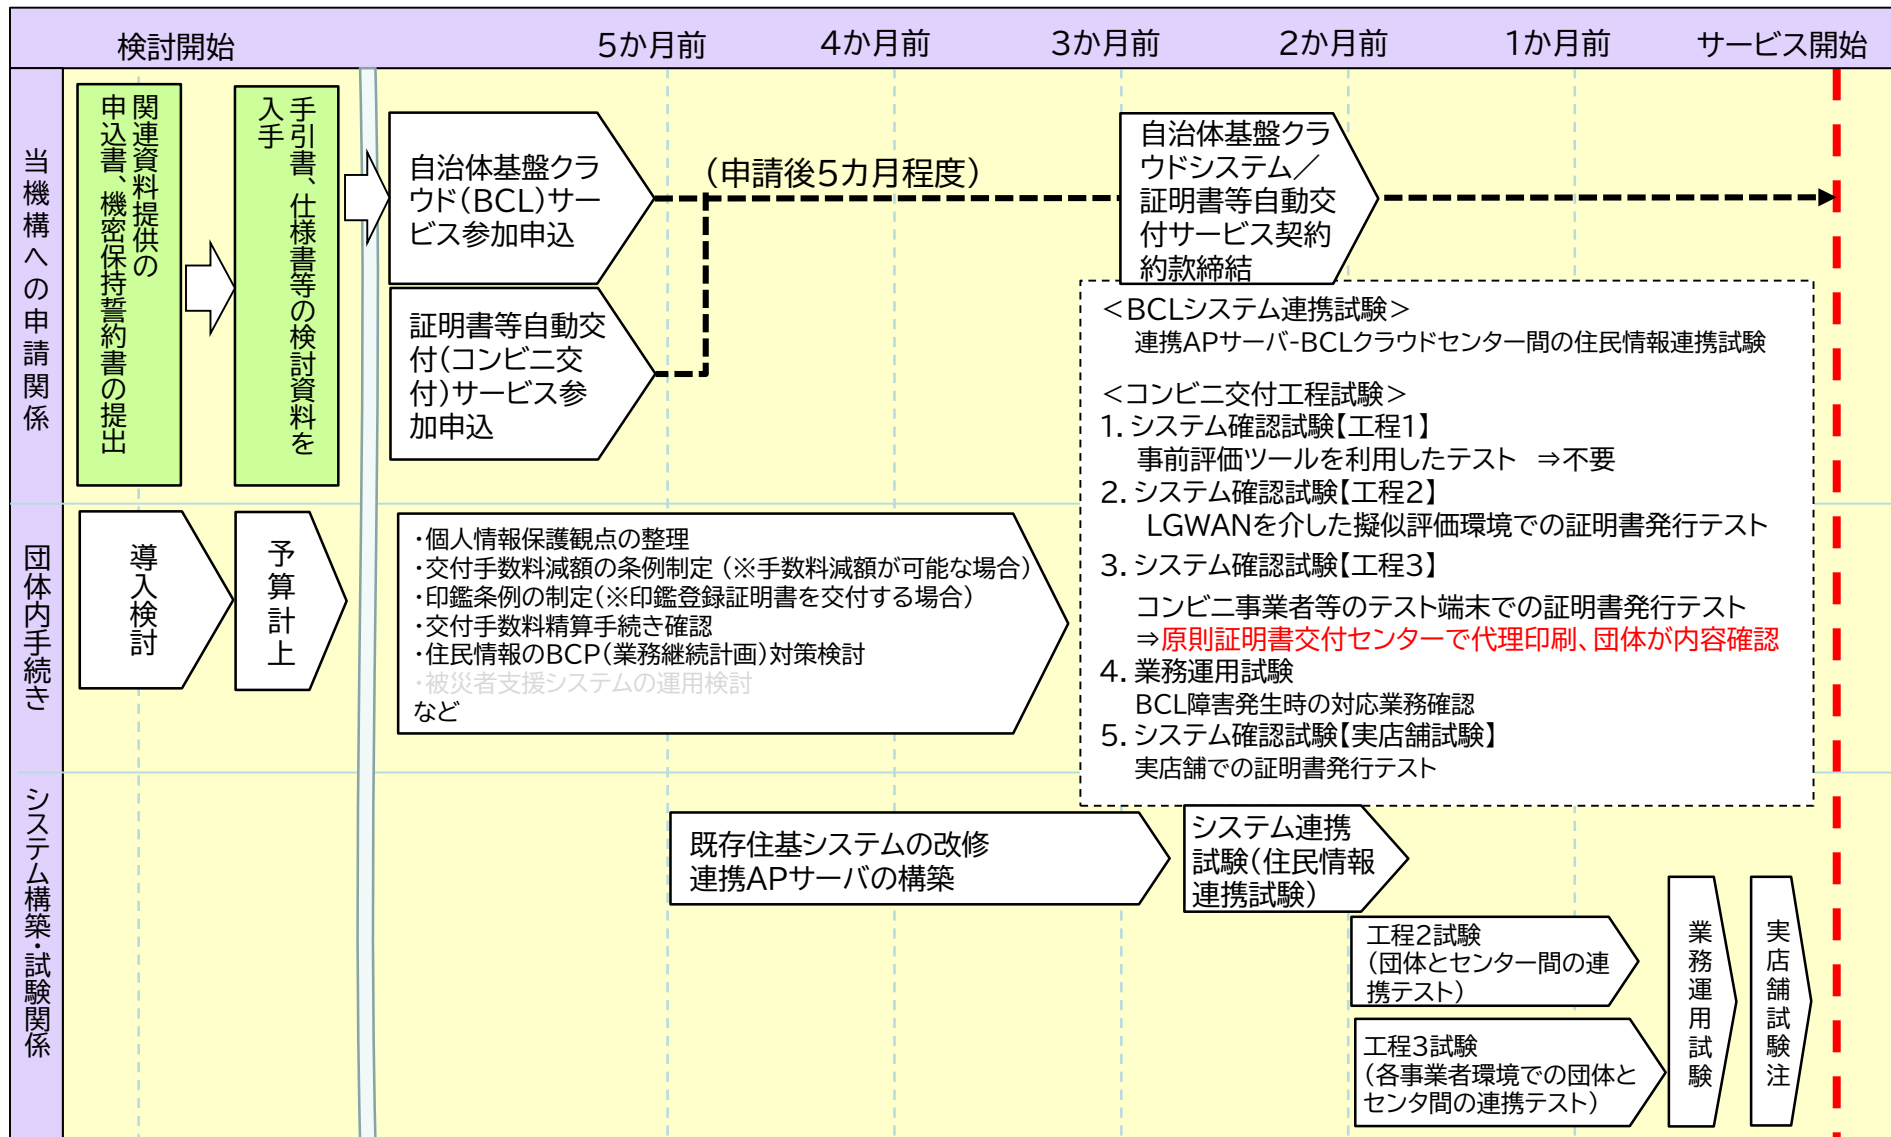 検討開始
5か月前
4か月前
3か月前
2か月前
1か月前
サービス開始
当機構への申請関係
関連資料提供の
申込書、機密保持誓約書の提出
手引書、仕様書等の検討資料を
入手
自治体基盤クラ
ウド(BCL)サー
ビス参加申込
証明書等自動交
付(コンビニ交
付)サービス参
加申込
(申請後5カ月程度)
自治体基盤クラ
ウドシステム/
証明書等自動交
付サービス契約
約款締結
<BCLシステム連携試験>
連携APサーバ-BCLクラウドセンター間の住民情報連携試験
<コンビニ交付工程試験>
1. システム確認試験【工程1】
事前評価ツールを利用したテスト ⇒不要
2. システム確認試験【工程2】
LGWANを介した擬似評価環境での証明書発行テスト
3. システム確認試験【工程3】
コンビニ事業者等のテスト端末での証明書発行テスト
⇒原則証明書交付センターで代理印刷、団体が内容確認
4. 業務運用試験
BCL障害発生時の対応業務確認
5. システム確認試験【実店舗試験】
実店舗での証明書発行テスト
団体内手続き
導入検討
予算計上
・個人情報保護観点の整理
・交付手数料減額の条例制定 (※手数料減額が可能な場合)
・印鑑条例の制定(※印鑑登録証明書を交付する場合)
・交付手数料精算手続き確認
・住民情報のBCP(業務継続計画)対策検討
・被災者支援システムの運用検討
など
システム構築・試験関係
既存住基システムの改修
連携APサーバの構築
システム連携
試験(住民情報
連携試験)
工程2試験
(団体とセンター間の連
携テスト)
工程3試験
(各事業者環境での団体と
センタ間の連携テスト)
業務運用試験
実店舗試験注